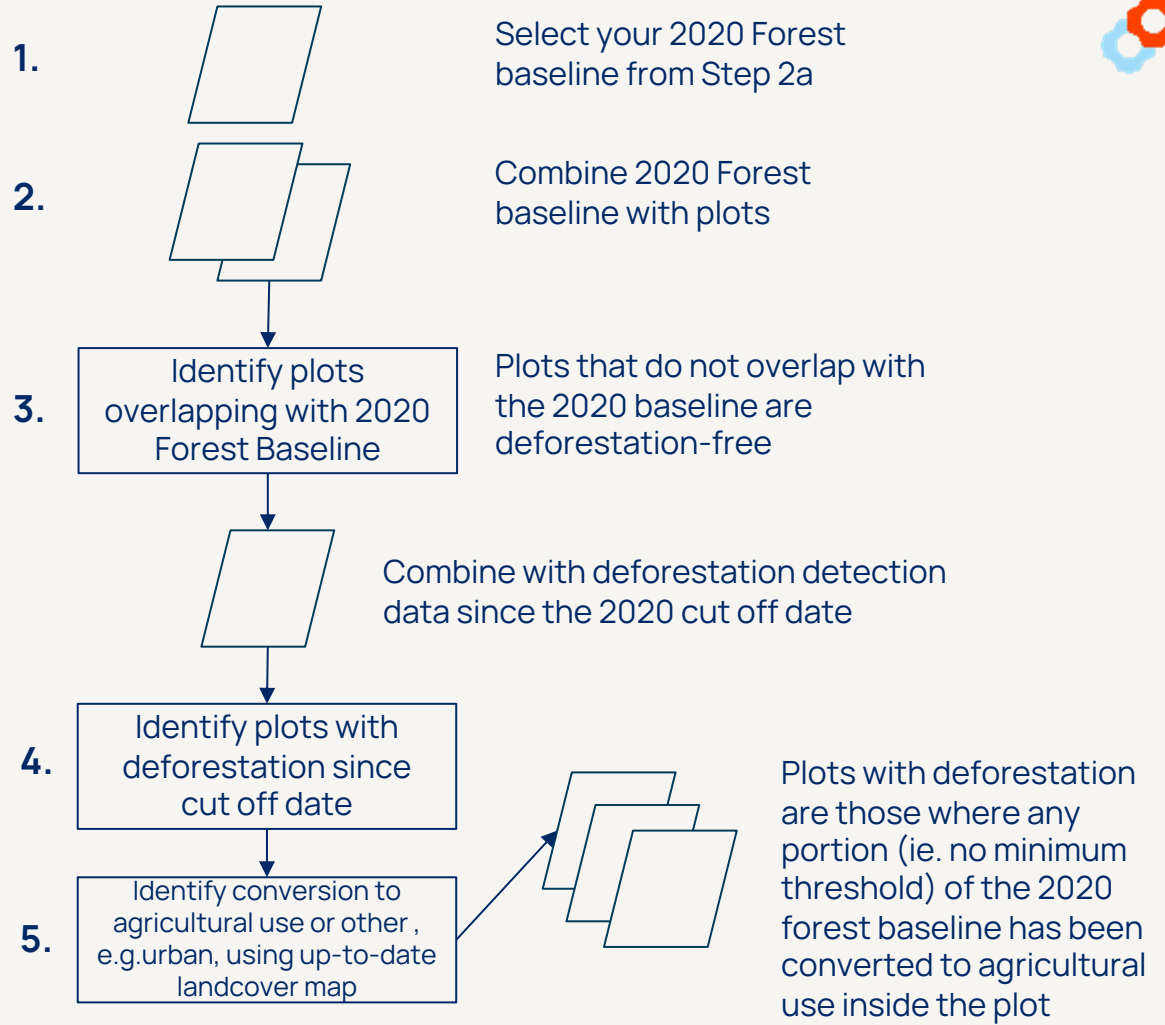 1.
Select your 2020 Forest
baseline from Step 2a
2.
Combine 2020 Forest
baseline with plots
3.
Identify plots
overlapping with 2020
Forest Baseline
Plots that do not overlap with
the 2020 baseline are
deforestation-free
Combine with deforestation detection
data since the 2020 cut off date
4.
Identify plots with
deforestation since
cut off date
5.
Identify conversion to
agricultural use or other ,
e.g.urban, using up-to-date
landcover map
Plots with deforestation
are those where any
portion (ie. no minimum
threshold) of the 2020
forest baseline has been
converted to agricultural
use inside the plot